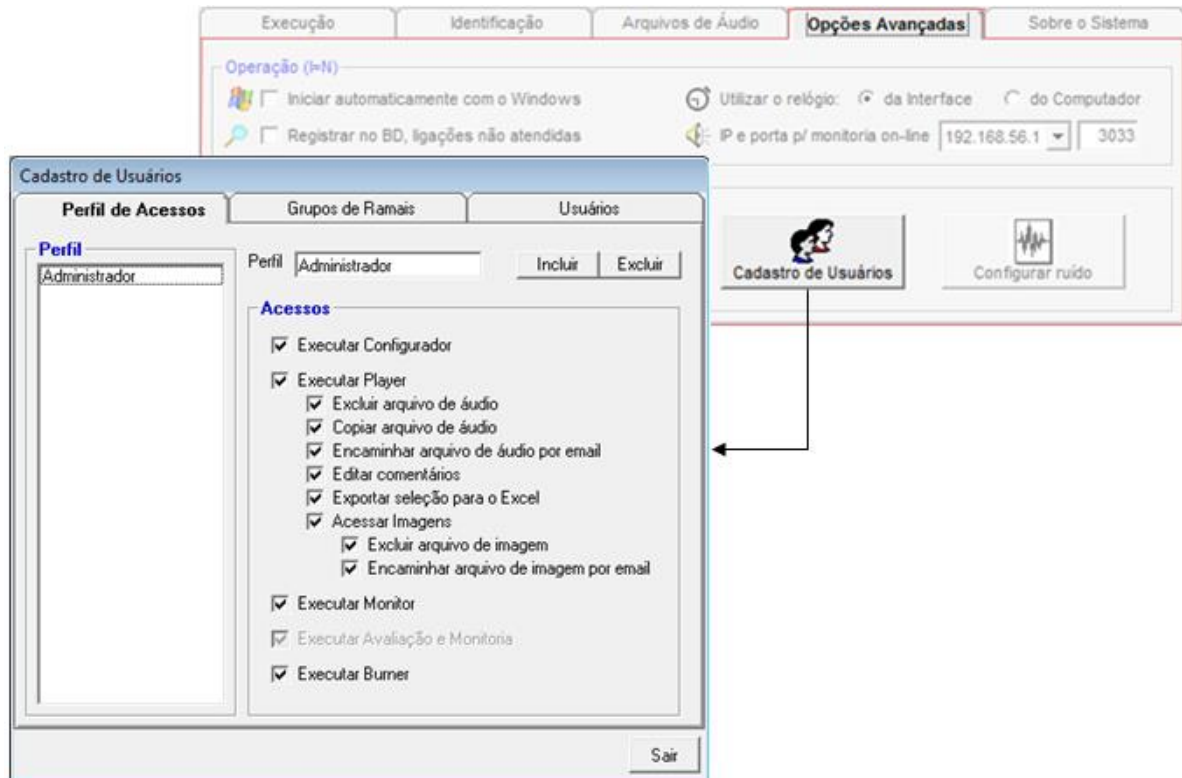 Execução Identificação Arquivos de Áudio Opções Avançadas Sobre o Sistema
Operação (I=N)
Iniciar automaticamente com o Windows Utilizar o relógio: da Interface do Computador
Registrar no BD, ligações não atendidas IP e porta p/ monitoria on-line 192.168.56.1 3033
Cadastro de Usuários Configurar ruído
Cadastro de Usuários
Perfil de Acessos Grupos de Ramais Usuários
Perfil
Administrador
Perfil Administrador Incluir Excluir
Acessos
Executar Configurador
Executar Player
Excluir arquivo de áudio
Copiar arquivo de áudio
Encaminhar arquivo de áudio por email
Editar comentários
Exportar seleção para o Excel
Acessar Imagens
Excluir arquivo de imagem
Encaminhar arquivo de imagem por email
Executar Monitor
Executar Avaliação e Monitoria
Executar Burner
Sair